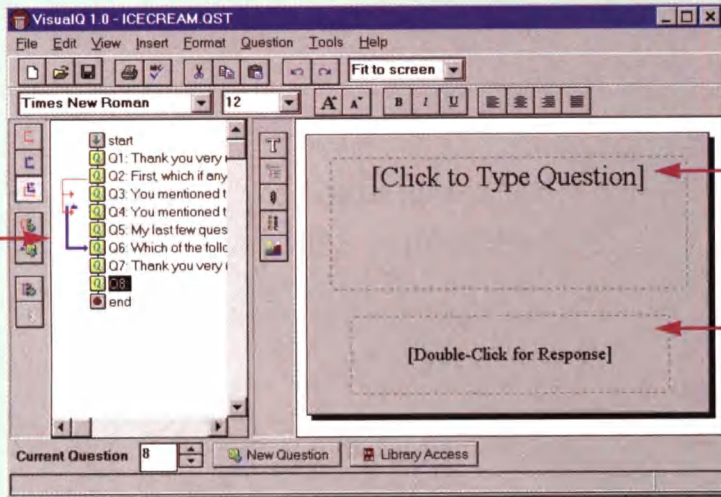 VisualQ 1.0 - ICECREAM.QST
File Edit View Insert Format Question Tools Help
Fit to screen
Times New Roman 12 A A B I U
start
Q1: Thank you very
Q2: First, which if any
Q3: You mentioned t
Q4: You mentioned t
Q5: My last few ques
Q6: Which of the follo
Q7: Thank you very
Q8:
end
[Click to Type Question]
[Double-Click for Response]
Current Question 8 New Question Library Access